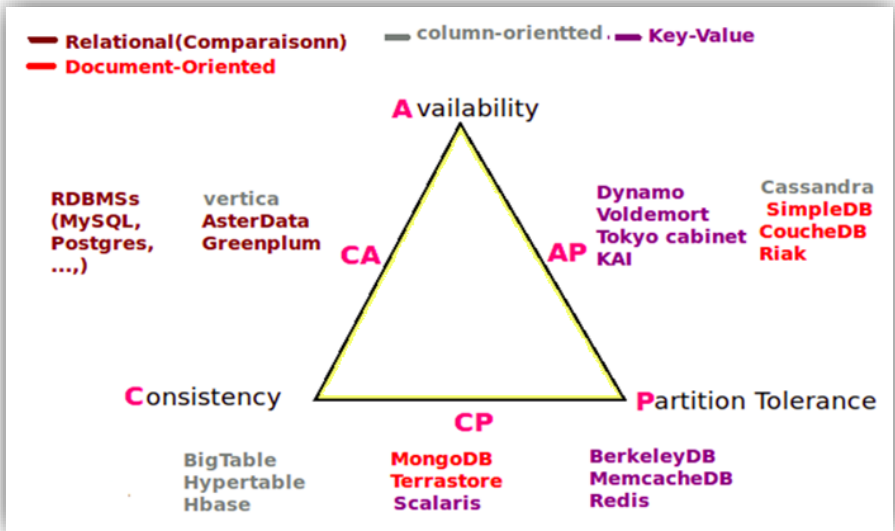 Relational(Comparaisonn)
column-orientted.
Key-Value
Document-Oriented
Availability
RDBMSs
(MySQL,
Postgres,
...,)
vertica
AsterData
Greenplum
CA
AP
Dynamo
Voldemort
Tokyo cabinet
KAI
Cassandra
SimpleDB
CoucheDB
Riak
Consistency
Partition Tolerance
CP
BigTable
Hypertable
Hbase
MongoDB
Terrastore
Scalaris
BerkeleyDB
MemcacheDB
Redis